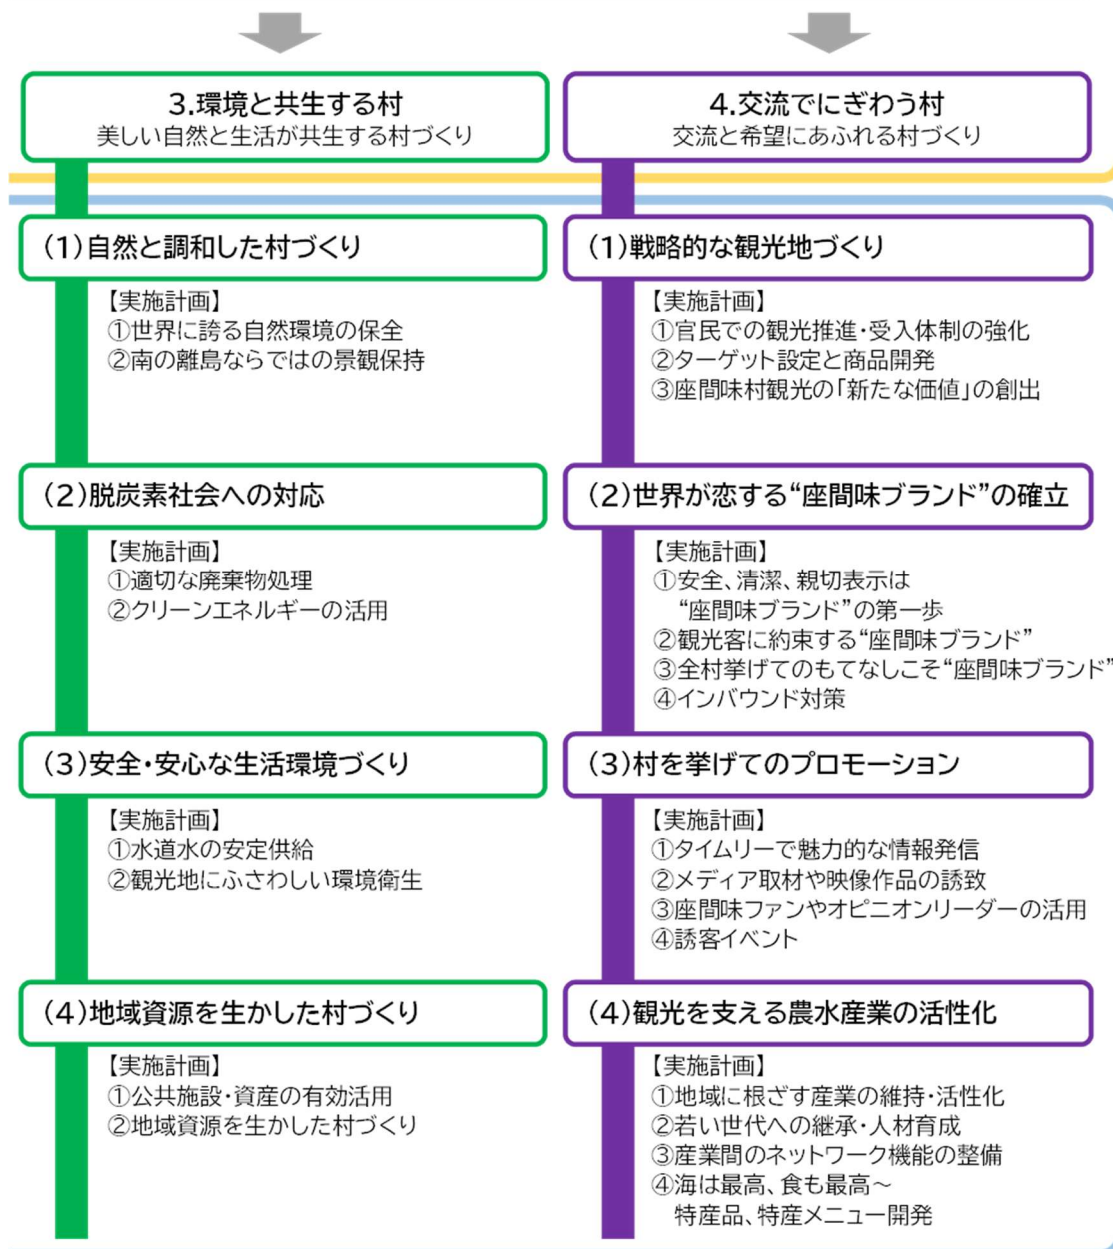 3.環境と共生する村
美しい自然と生活が共生する村づくり
(1)自然と調和した村づくり
【実施計画】
①世界に誇る自然環境の保全
②南の離島ならではの景観保持
(2)脱炭素社会への対応
【実施計画】
①適切な廃棄物処理
②クリーンエネルギーの活用
(3)安全・安心な生活環境づくり
【実施計画】
①水道水の安定供給
②観光地にふさわしい環境衛生
(4)地域資源を生かした村づくり
【実施計画】
①公共施設・資産の有効活用
②地域資源を生かした村づくり
4.交流でにぎわう村
交流と希望にあふれる村づくり
(1)戦略的な観光地づくり
【実施計画】
①官民での観光推進・受入体制の強化
②ターゲット設定と商品開発
③座間味村観光の「新たな価値」の創出
(2)世界が恋する“座間味ブランド”の確立
【実施計画】
①安全、清潔、親切表示は
“座間味ブランド”の第一歩
②観光客に約束する“座間味ブランド”
③全村挙げてのもてなしこそ“座間味ブランド”
④インバウンド対策
(3)村を挙げてのプロモーション
【実施計画】
①タイムリーで魅力的な情報発信
②メディア取材や映像作品の誘致
③座間味ファンやオピニオンリーダーの活用
④誘客イベント
(4)観光を支える農水産業の活性化
【実施計画】
①地域に根ざす産業の維持・活性化
②若い世代への継承・人材育成
③産業間のネットワーク機能の整備
④海は最高、食も最高～
特産品、特産メニュー開発